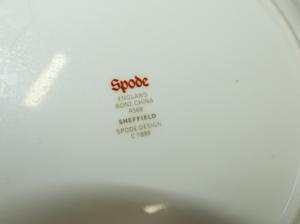 Spode
ENGLAND
BONE CHINA
SHEFFIELD
SPODE DESIGN